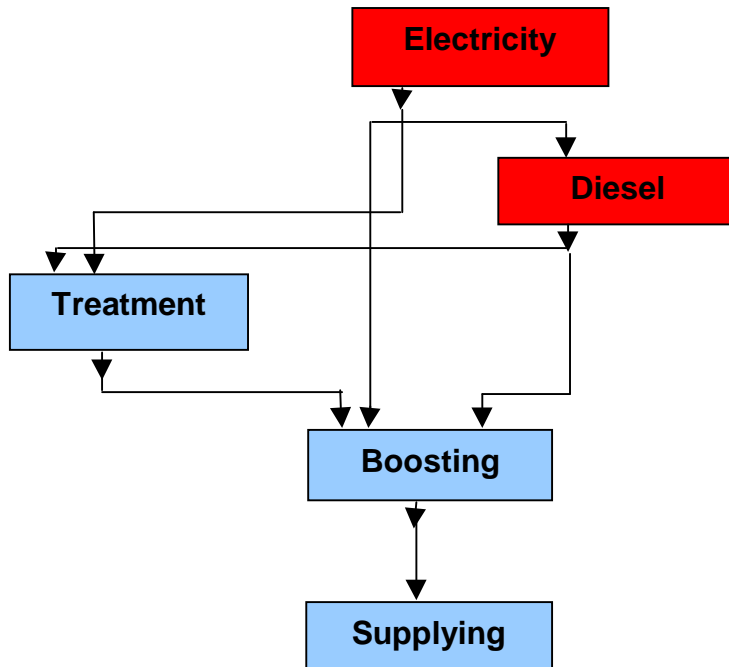 Electricity
Diesel
Treatment
Boosting
Supplying